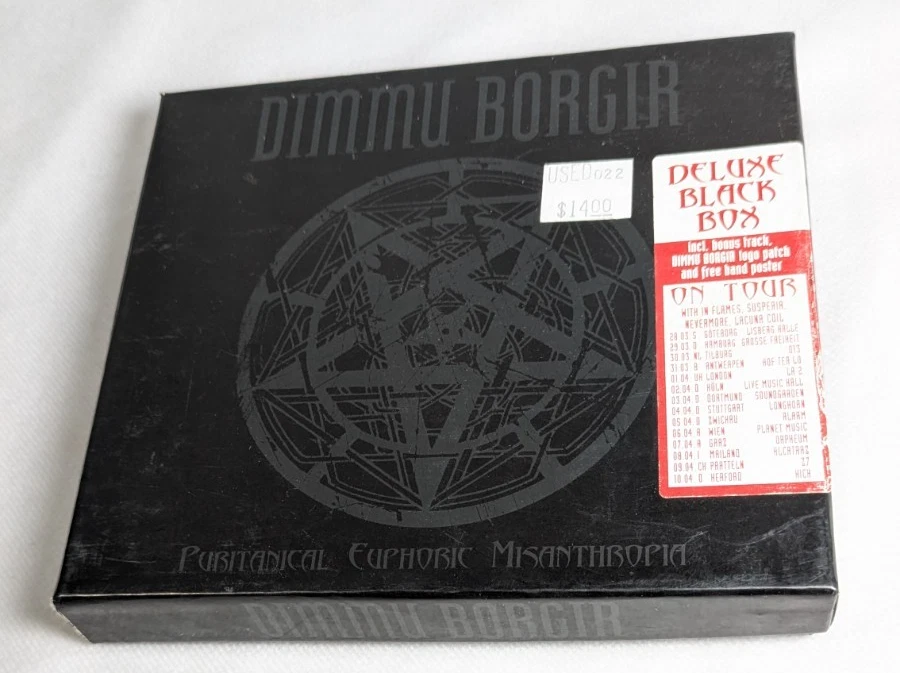 DIMMU BORGIR
USED022
$1400
DELUXE
BLACK
BOX
incl. bonus track,
DIMMU BORGIR logo patch
and free band poster
ON TOUR
WITH IN FLAMES, SUSPERIA,
NEVERMORE, LACUNA COIL
28.03. S GÖTEBORG LISBERG HALLE
29.03. D HAMBURG GROSSE FREIHEIT
30.03. NL TILBURG 013
31.03. B ANTWERPEN HOF TER LO
01.04. UK LONDON LA 2
02.04. D KÖLN LIVE MUSIC HALL
03.04. D DORTMUND SOUNDGARDEN
04.04. D STUTTGART LONGHORN
05.04. D ZWICKAU ALARM
06.04. A WIEN PLANET MUSIC
07.04. A GRAZ ORPHEUM
08.04. I MAILAND ALCATRAZ
09.04. CH PRATTELN Z7
10.04. D HERFORD KICK
PURITANICAL EUPHORIC MISANTHROPIA
DIMMU BORGIR